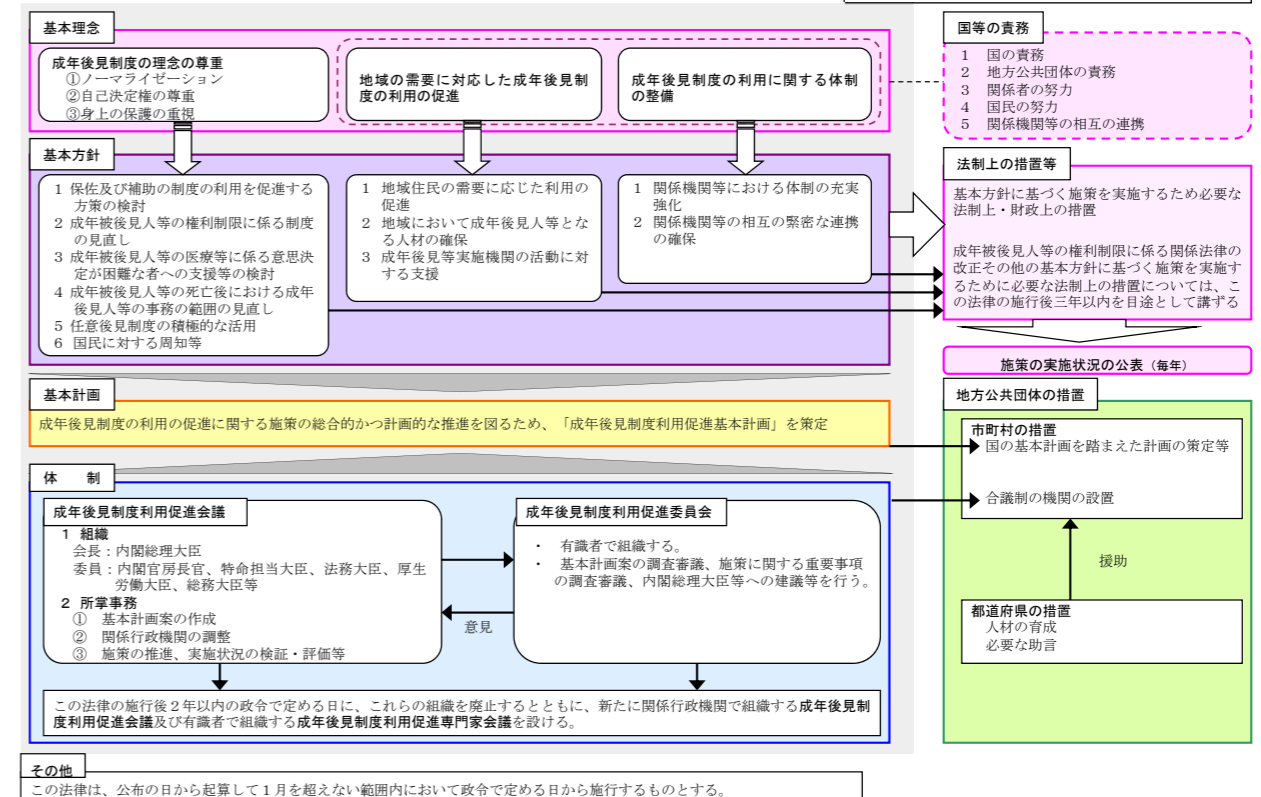 基本理念
成年後見制度の理念の尊重
①ノーマライゼーション
②自己決定権の尊重
③身上の保護の重視
地域の需要に対応した成年後見制
度の利用の促進
成年後見制度の利用に関する体制
の整備
国等の責務
1 国の責務
2 地方公共団体の責務
3 関係者の努力
4 国民の努力
5 関係機関等の相互の連携
基本方針
1 保佐及び補助の制度の利用を促進する
方策の検討
2 成年被後見人等の権利制限に係る制度
の見直し
3 成年被後見人等の医療等に係る意思決
定が困難な者への支援等の検討
4 成年被後見人等の死亡後における成年
後見人等の事務の範囲の見直し
5 任意後見制度の積極的な活用
6 国民に対する周知等
1 地域住民の需要に応じた利用の
促進
2 地域において成年後見人等とな
る人材の確保
3 成年後見等実施機関の活動に対
する支援
1 関係機関等における体制の充実
強化
2 関係機関等の相互の緊密な連携
の確保
法制上の措置等
基本方針に基づく施策を実施するため必要な
法制上・財政上の措置
成年被後見人等の権利制限に係る関係法律の
改正その他の基本方針に基づく施策を実施す
るために必要な法制上の措置については、こ
の法律の施行後三年以内を目途として講ずる
施策の実施状況の公表（毎年）
基本計画
成年後見制度の利用の促進に関する施策の総合的かつ計画的な推進を図るため、「成年後見制度利用促進基本計画」を策定
地方公共団体の措置
市町村の措置
国の基本計画を踏まえた計画の策定等
合議制の機関の設置
援助
都道府県の措置
人材の育成
必要な助言
体 制
成年後見制度利用促進会議
1 組織
会長：内閣総理大臣
委員：内閣官房長官、特命担当大臣、法務大臣、厚生
労働大臣、総務大臣等
2 所掌事務
① 基本計画案の作成
② 関係行政機関の調整
③ 施策の推進、実施状況の検証・評価等
意見
成年後見制度利用促進委員会
・ 有識者で組織する。
・ 基本計画案の調査審議、施策に関する重要事項
の調査審議、内閣総理大臣等への建議等を行う。
この法律の施行後２年以内の政令で定める日に、これらの組織を廃止するとともに、新たに関係行政機関で組織する成年後見制
度利用促進会議及び有識者で組織する成年後見制度利用促進専門家会議を設ける。
その他
この法律は、公布の日から起算して１月を超えない範囲内において政令で定める日から施行するものとする。